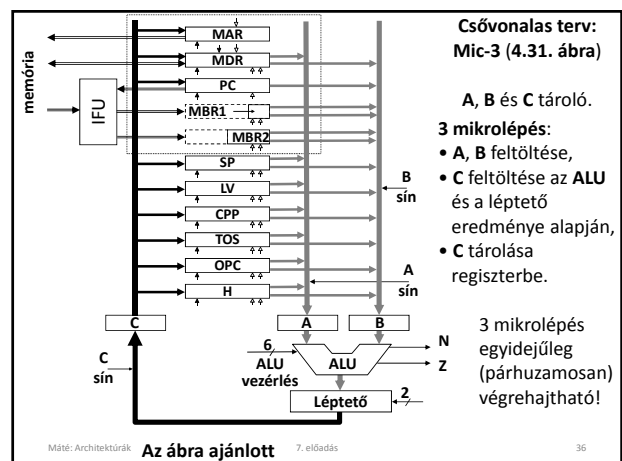 Csővonalas terv:
Mic-3 (4.31. ábra)
A, B és C tároló.
3 mikrolépés:
• A, B feltöltése,
• C feltöltése az ALU
és a léptető
eredménye alapján,
• C tárolása
regiszterbe.
3 mikrolépés
egyidejűleg
(párhuzamosan)
végrehajtható!
memória
IFU
MAR
MDR
PC
MBR1
MBR2
SP
LV
CPP
TOS
OPC
H
B
sín
A
sín
C
A
B
C
sín
6
ALU
vezérlés
ALU
N
Z
Léptető
2
Máté: Architektúrák
Az ábra ajánlott
7. előadás
36